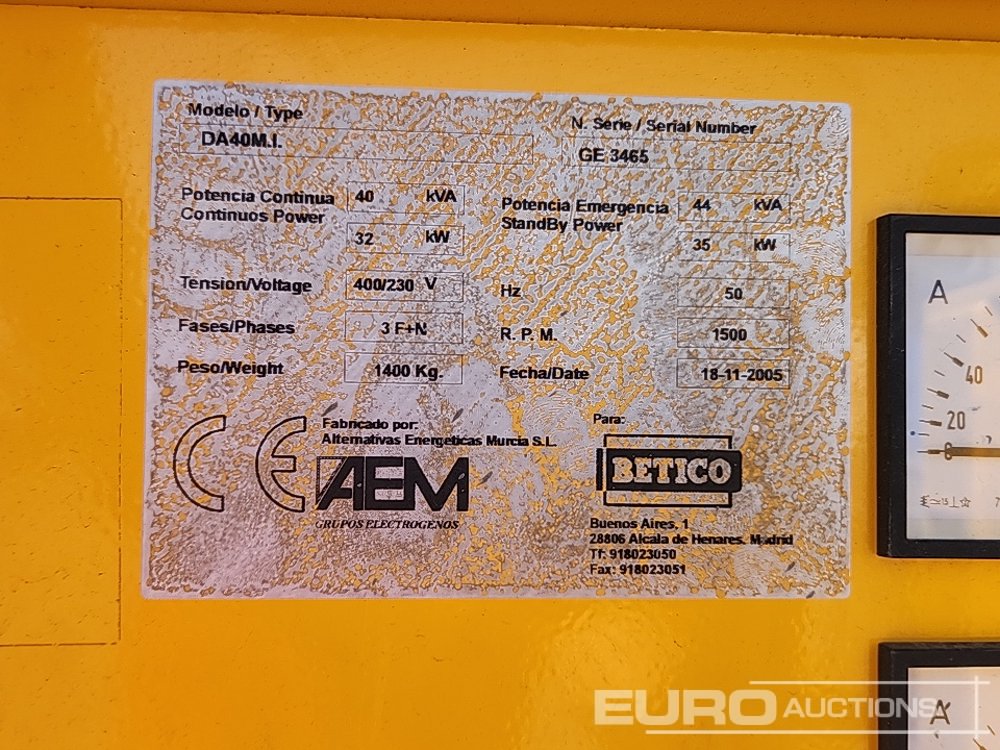 Modelo / Type
DA40M.I.
N. Serie / Serial Number
GE 3465
Potencia Continua 40 kVA
Continuos Power
32 kW
Potencia Emergencia 44 kVA
StandBy Power
35 kW
Tension/Voltage 400/230 V
Hz 50
Fases/Phases 3 F+N
R. P. M. 1500
Peso/Weight 1400 Kg.
Fecha/Date 18-11-2005
CE
Fabricado por:
Alternativas Energeticas Murcia S.L.
AEM
GRUPOS ELECTROGENOS
Para:
BETICO
Buenos Aires, 1
28806 Alcala de Henares, Madrid
Tf: 918023050
Fax: 918023051
A
40
20
0
A
EURO AUCTIONS